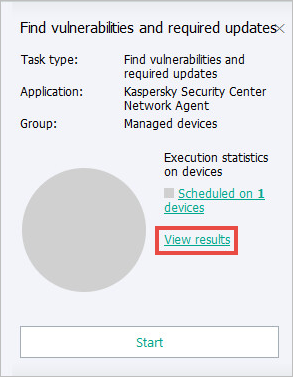 Find vulnerabilities and required updates
Task type: Find vulnerabilities and
required updates
Application: Kaspersky Security Center
Network Agent
Group: Managed devices
Execution statistics
on devices
Scheduled on 1
devices
View results
Start